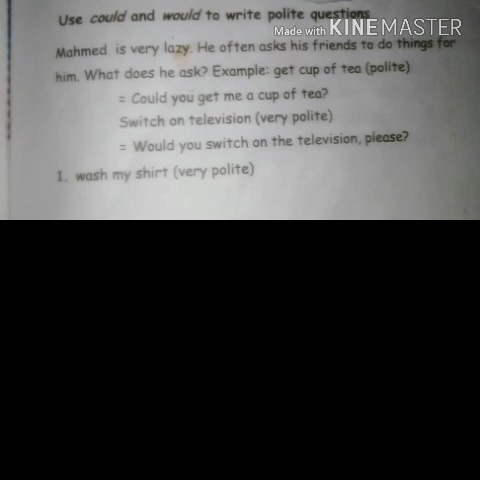 Use could and would to write polite questions
Made with KINEMASTER
Mahmed is very lazy. He often asks his friends to do things for
him. What does he ask? Example: get cup of tea (polite)
= Could you get me a cup of tea?
Switch on television (very polite)
= Would you switch on the television, please?
1. wash my shirt (very polite)